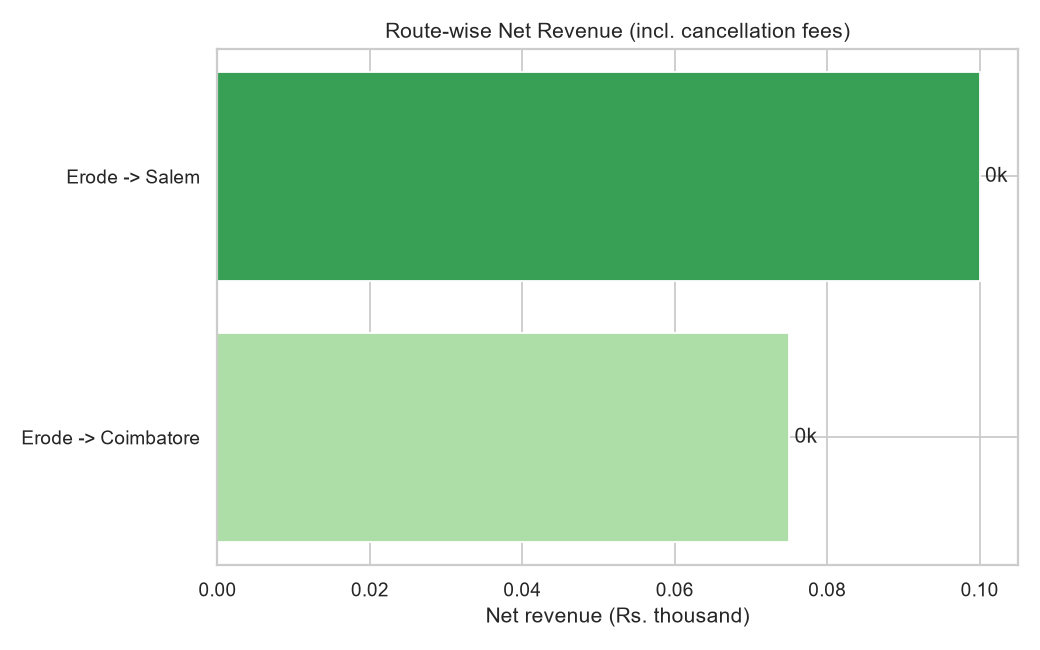 Route-wise Net Revenue (incl. cancellation fees)
Erode -> Salem
0k
Erode -> Coimbatore
0k
0.00 0.02 0.04 0.06 0.08 0.10
Net revenue (Rs. thousand)